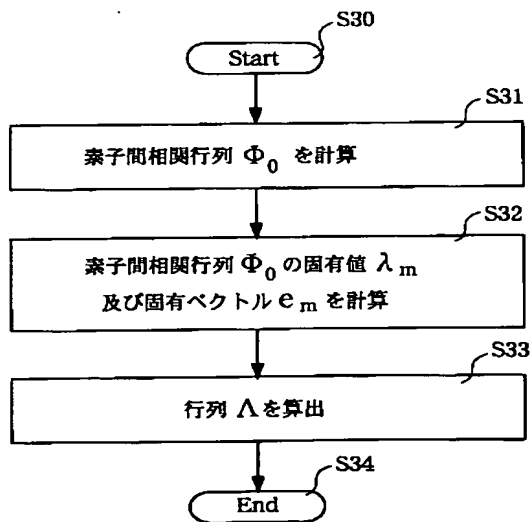 S30
Start
S31
素子間相関行列 Φ₀ を計算
S32
素子間相関行列 Φ₀ の固有値 λm
及び固有ベクトル em を計算
S33
行列 Λ を算出
S34
End